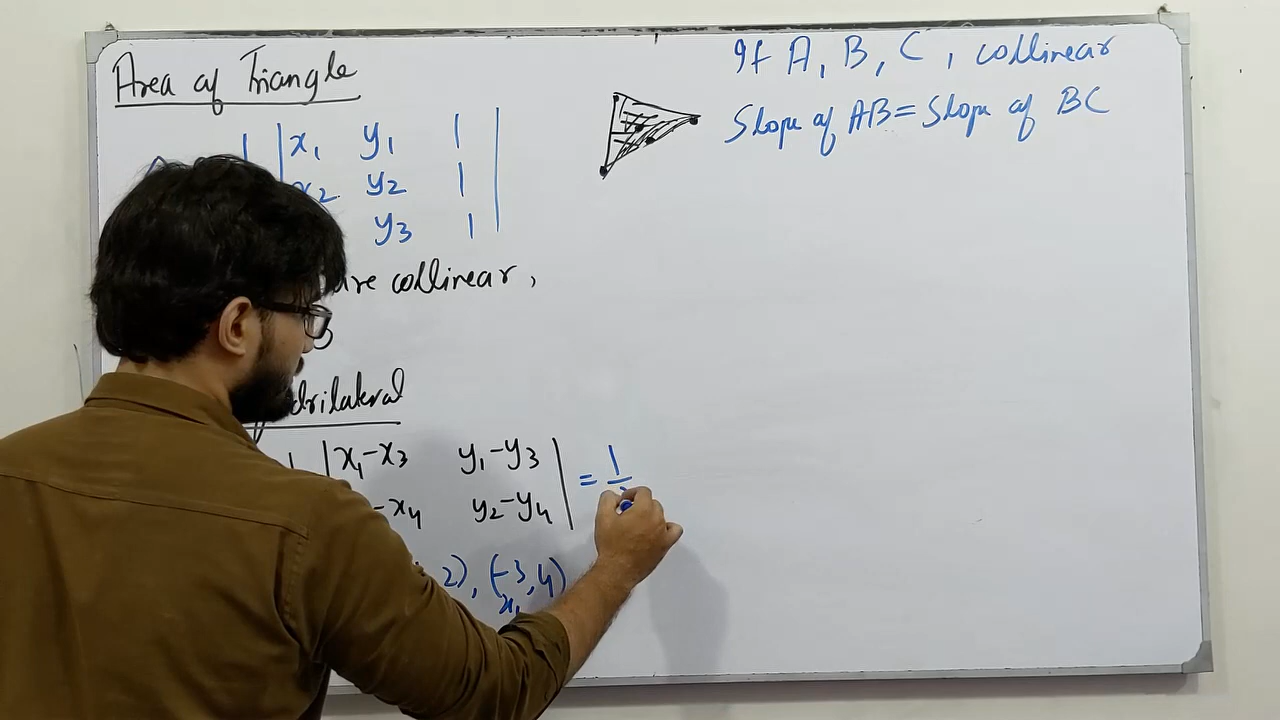 Area of Triangle
If A, B, C, collinear
Slope of AB = Slope of BC
| x₁ y₁ 1 |
x₂ y₂ 1
y₃ 1
are collinear,
drilateral
| x₁-x₃ y₁-y₃ | = 1
-x₄ y₂-y₄
2), (-3, 4)